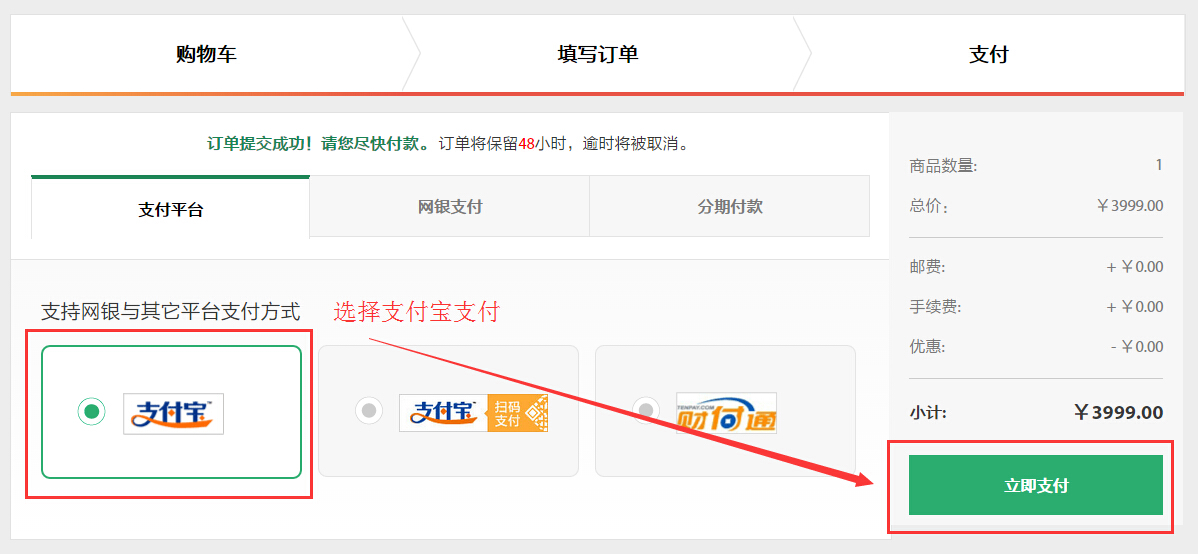 购物车 填写订单 支付
订单提交成功！请您尽快付款。订单将保留48小时，逾时将被取消。
支付平台 网银支付 分期付款
支持网银与其它平台支付方式 选择支付宝支付
支付宝™
支付宝 扫码支付
TENPAY.COM
财付通
商品数量: 1
总价: ￥3999.00
邮费: + ￥0.00
手续费: + ￥0.00
优惠: - ￥0.00
小计: ￥3999.00
立即支付